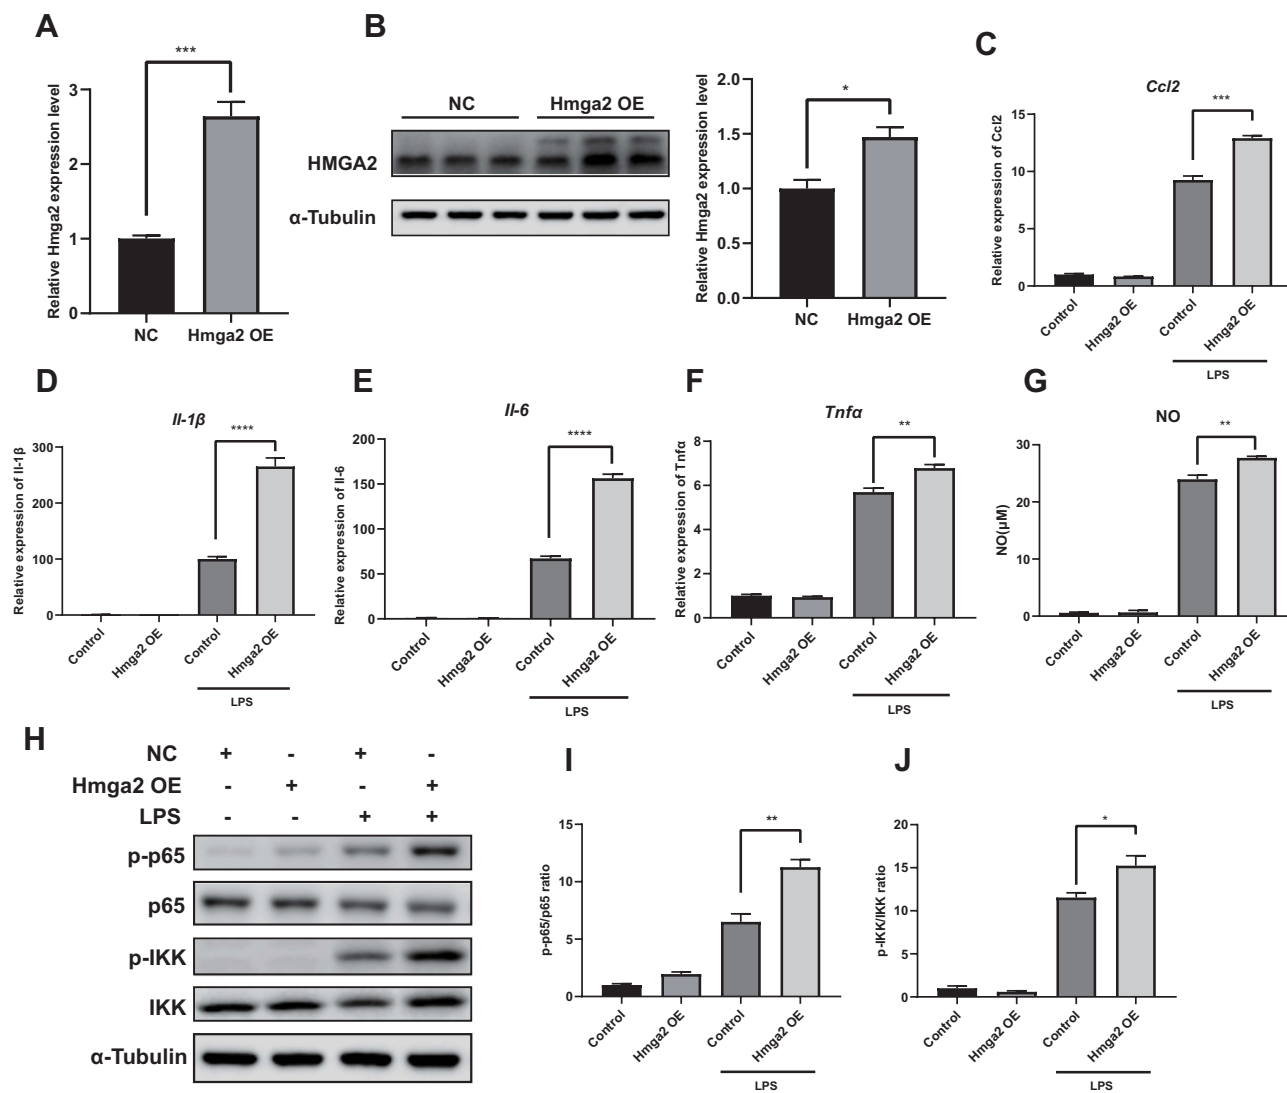 A
***
Relative Hmga2 expression level
3
2
1
0
NC
Hmga2 OE
B
NC
Hmga2 OE
HMGA2
α-Tubulin
*
Relative Hmga2 expression level
2.0
1.5
1.0
0.5
0.0
NC
Hmga2 OE
C
Ccl2
***
Relative expression of Ccl2
15
10
5
0
Control
Hmga2 OE
Control
Hmga2 OE
LPS
D
Il-1β
****
Relative expression of Il-1β
300
200
100
0
Control
Hmga2 OE
Control
Hmga2 OE
LPS
E
Il-6
****
Relative expression of Il-6
200
150
100
50
0
Control
Hmga2 OE
Control
Hmga2 OE
LPS
F
Tnfα
**
Relative expression of Tnfα
8
6
4
2
0
Control
Hmga2 OE
Control
Hmga2 OE
LPS
G
NO
**
NO(μM)
30
20
10
0
Control
Hmga2 OE
Control
Hmga2 OE
LPS
H
NC + - + -
Hmga2 OE - + - +
LPS - - + +
p-p65
p65
p-IKK
IKK
α-Tubulin
I
**
p-p65/p65 ratio
15
10
5
0
Control
Hmga2 OE
Control
Hmga2 OE
LPS
J
*
p-IKK/IKK ratio
20
15
10
5
0
Control
Hmga2 OE
Control
Hmga2 OE
LPS